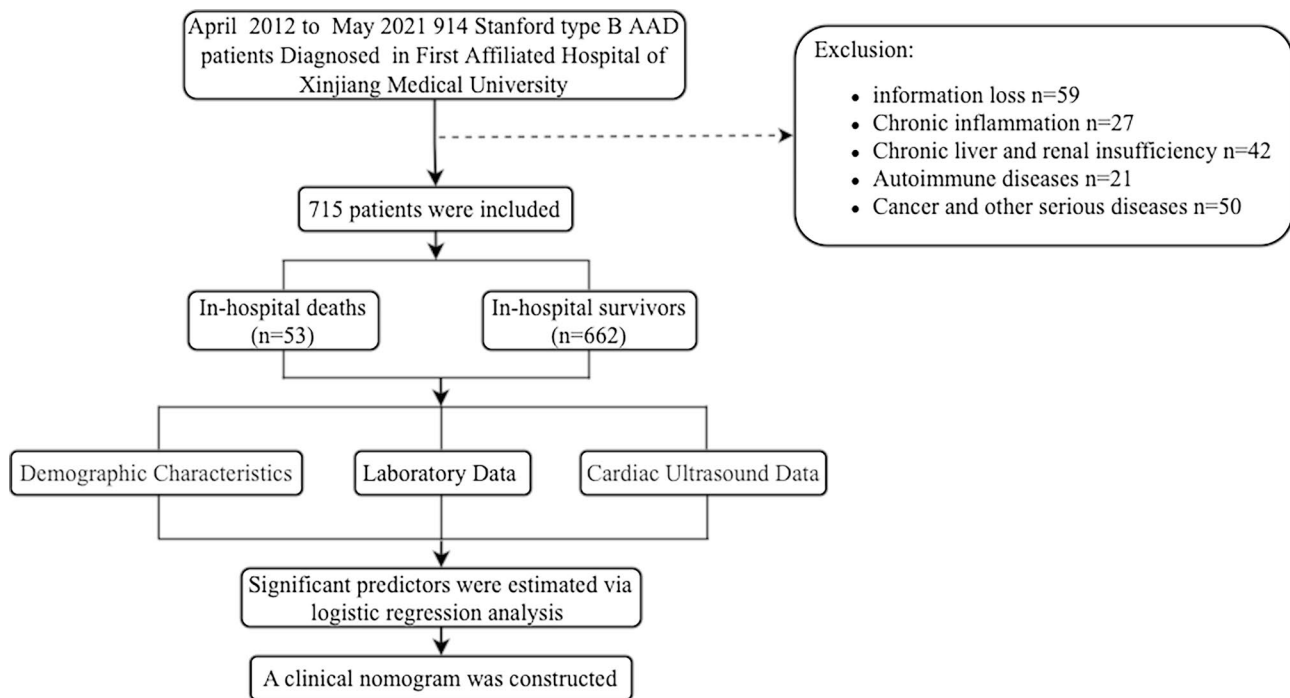 April 2012 to May 2021 914 Stanford type B AAD
patients Diagnosed in First Affiliated Hospital of
Xinjiang Medical University
Exclusion:
• information loss n=59
• Chronic inflammation n=27
• Chronic liver and renal insufficiency n=42
• Autoimmune diseases n=21
• Cancer and other serious diseases n=50
715 patients were included
In-hospital deaths
(n=53)
In-hospital survivors
(n=662)
Demographic Characteristics
Laboratory Data
Cardiac Ultrasound Data
Significant predictors were estimated via
logistic regression analysis
A clinical nomogram was constructed